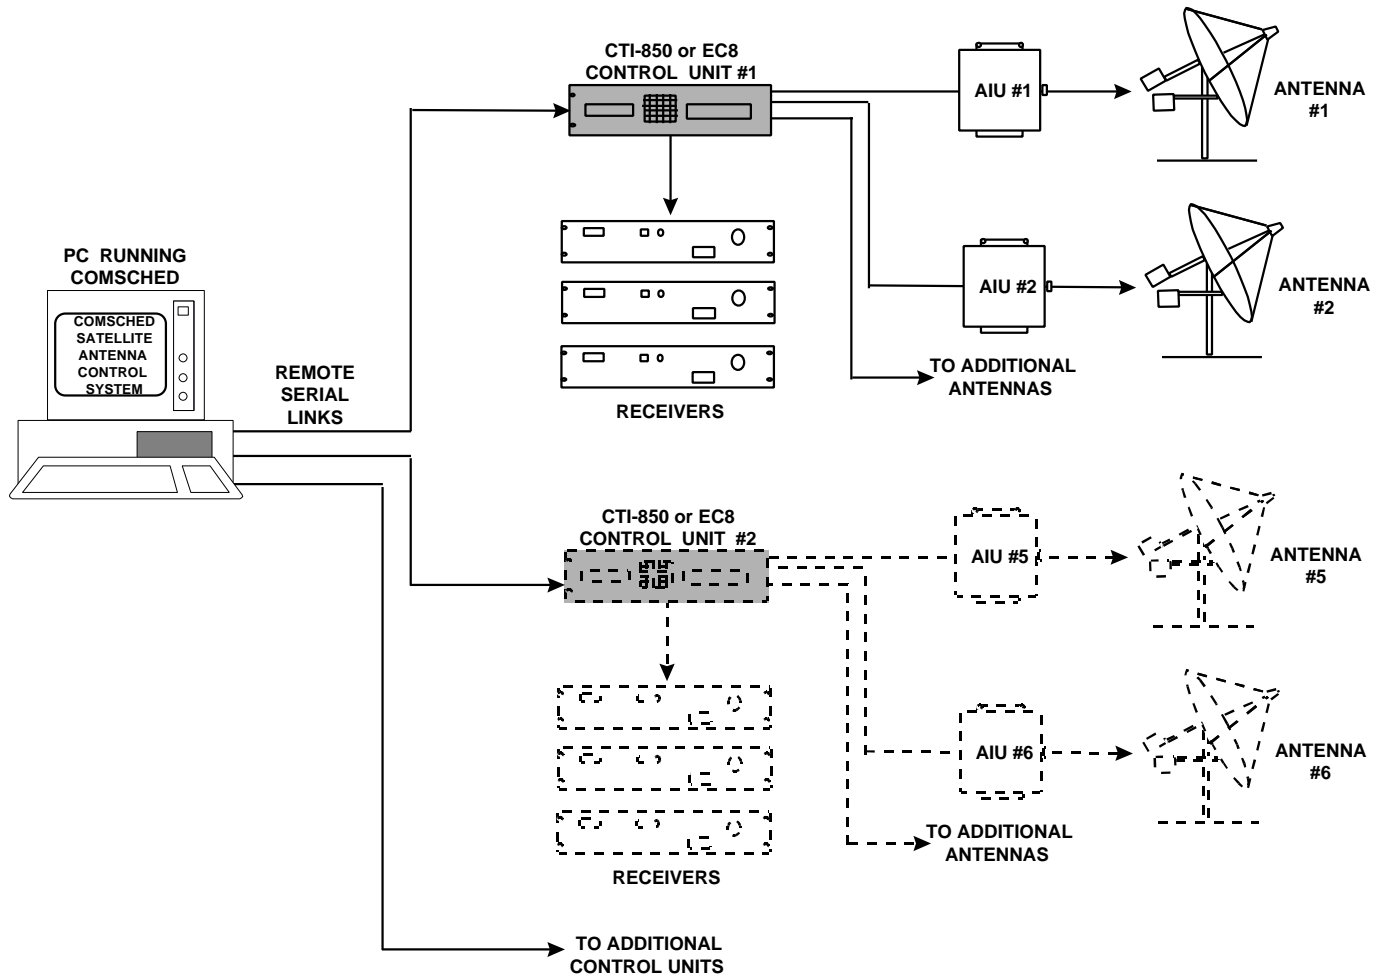 CTI-850 or EC8
CONTROL UNIT #1
AIU #1
ANTENNA
#1
PC RUNNING
COMSCHED
COMSCHED
SATELLITE
ANTENNA
CONTROL
SYSTEM
REMOTE
SERIAL
LINKS
RECEIVERS
AIU #2
ANTENNA
#2
TO ADDITIONAL
ANTENNAS
CTI-850 or EC8
CONTROL UNIT #2
AIU #5
ANTENNA
#5
RECEIVERS
AIU #6
ANTENNA
#6
TO ADDITIONAL
ANTENNAS
TO ADDITIONAL
CONTROL UNITS